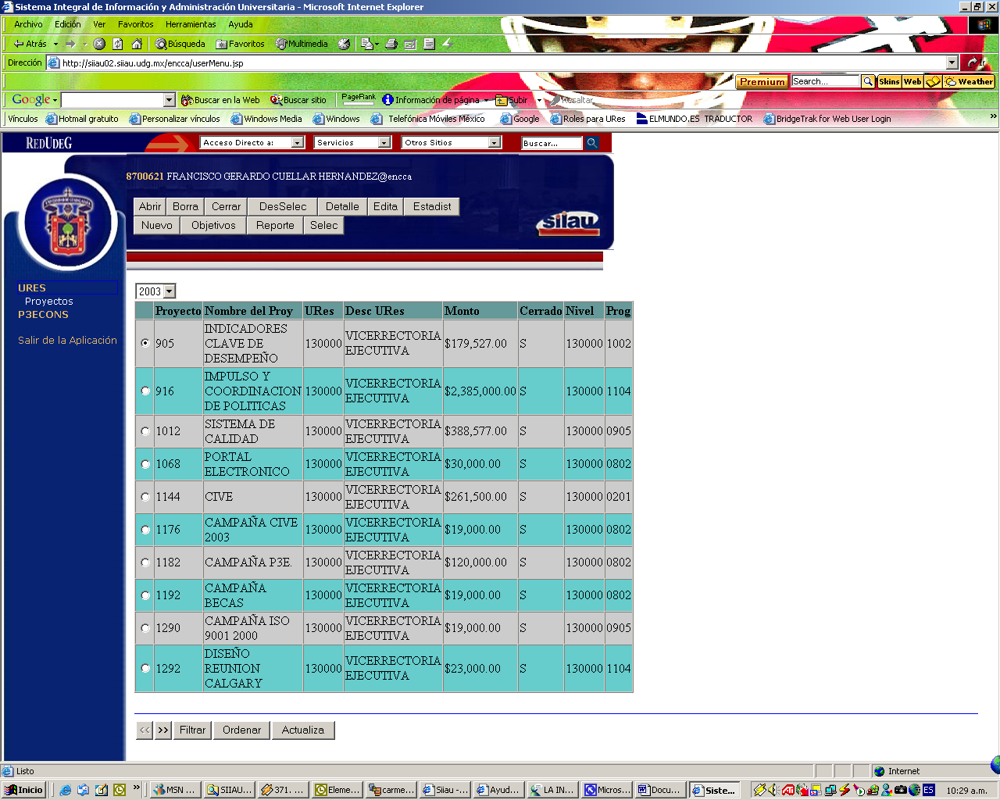 Sistema Integral de Información y Administración Universitaria - Microsoft Internet Explorer
Archivo Edición Ver Favoritos Herramientas Ayuda
Atrás Búsqueda Favoritos Multimedia
Dirección http://siiau02.siiau.udg.mx/encca/userMenu.jsp Ir
Premium Search... Skins Web Weather
Google Buscar en la Web Buscar sitio PageRank Información de página Subir Resaltar
Vínculos Hotmail gratuito Personalizar vínculos Windows Media Windows Telefónica Móviles México Google Roles para URes ELMUNDO.ES TRADUCTOR BridgeTrak for Web User Login »
REDUDEG Acceso Directo a: Servicios Otros Sitios Buscar...
8700621 FRANCISCO GERARDO CUELLAR HERNANDEZ@encca
Abrir Borra Cerrar DesSelec Detalle Edita Estadist
Nuevo Objetivos Reporte Selec
siiau
URES
Proyectos
P3ECONS
Salir de la Aplicación
2003
Proyecto Nombre del Proy URes Desc URes Monto Cerrado Nivel Prog
905 INDICADORES CLAVE DE DESEMPEÑO 130000 VICERRECTORIA EJECUTIVA $179,527.00 S 130000 1002
916 IMPULSO Y COORDINACION DE POLITICAS 130000 VICERRECTORIA EJECUTIVA $2,385,000.00 S 130000 1104
1012 SISTEMA DE CALIDAD 130000 VICERRECTORIA EJECUTIVA $388,577.00 S 130000 0905
1068 PORTAL ELECTRONICO 130000 VICERRECTORIA EJECUTIVA $30,000.00 S 130000 0802
1144 CIVE 130000 VICERRECTORIA EJECUTIVA $261,500.00 S 130000 0201
1176 CAMPAÑA CIVE 2003 130000 VICERRECTORIA EJECUTIVA $19,000.00 S 130000 0802
1182 CAMPAÑA P3E. 130000 VICERRECTORIA EJECUTIVA $120,000.00 S 130000 0802
1192 CAMPAÑA BECAS 130000 VICERRECTORIA EJECUTIVA $19,000.00 S 130000 0802
1290 CAMPAÑA ISO 9001 2000 130000 VICERRECTORIA EJECUTIVA $19,000.00 S 130000 0905
1292 DISEÑO REUNION CALGARY 130000 VICERRECTORIA EJECUTIVA $23,000.00 S 130000 1104
<< >> Filtrar Ordenar Actualiza
Listo Internet
Inicio » MSN ... SIIAU... 371. ... Eleme... carme... Siiau -... Ayud... LA IN... Micros... Docu... Siste... ES 10:29 a.m.